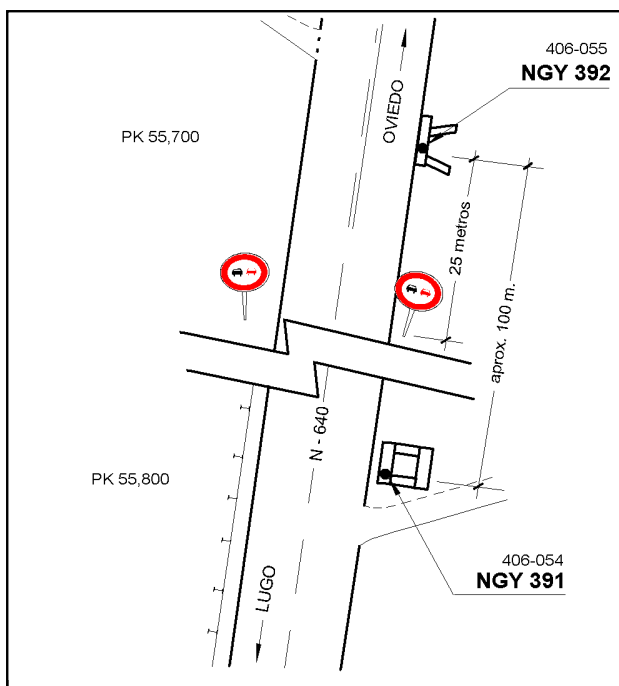 406-055
NGY 392
OVIEDO
PK 55,700
25 metros
aprox. 100 m.
N - 640
PK 55,800
406-054
NGY 391
LUGO